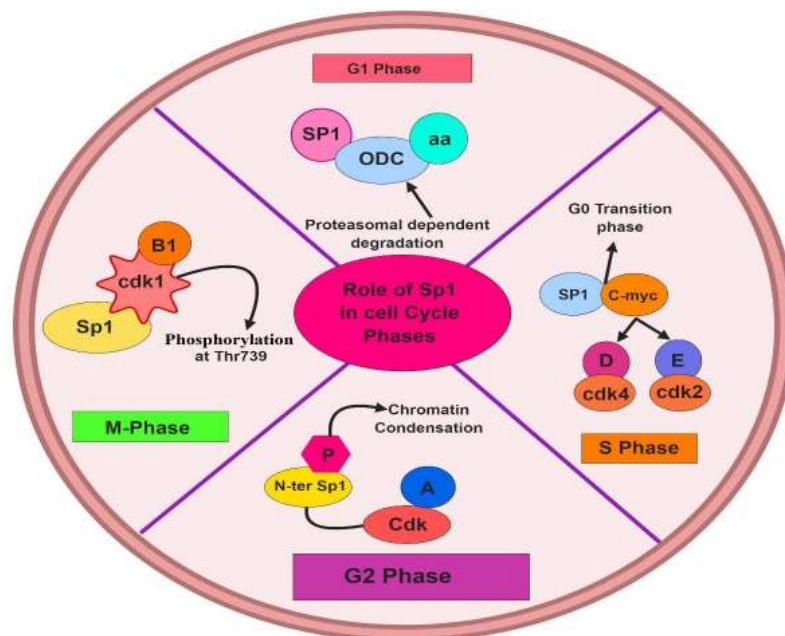 G1 Phase
SP1
ODC
aa
Proteasomal dependent
degradation
G0 Transition
phase
SP1
C-myc
D
E
cdk4
cdk2
S Phase
B1
cdk1
Sp1
Phosphorylation
at Thr739
M-Phase
Role of Sp1
in cell Cycle
Phases
Chromatin
Condensation
P
N-ter Sp1
A
Cdk
G2 Phase